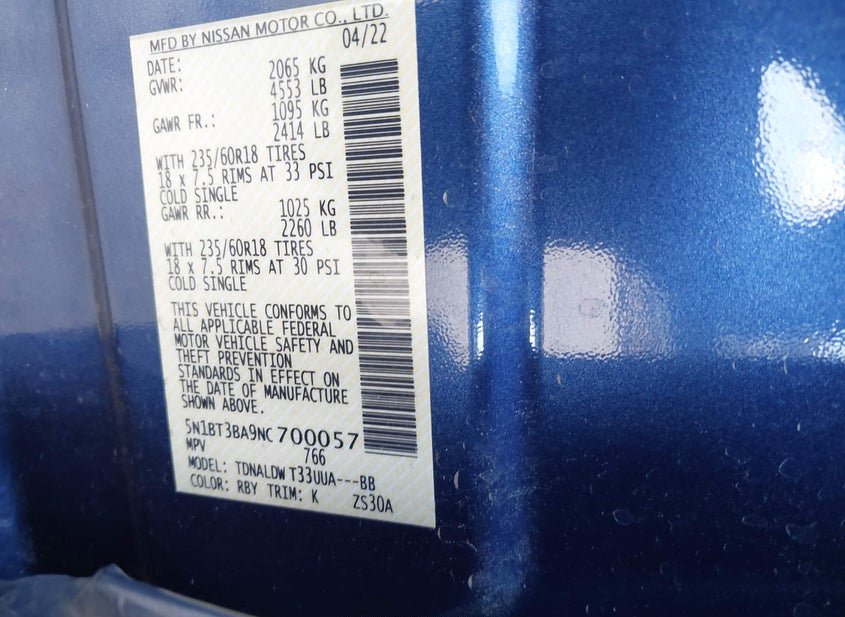 MFD BY NISSAN MOTOR CO., LTD.
DATE: 04/22
GVWR: 2065 KG
4553 LB
GAWR FR.: 1095 KG
2414 LB
WITH 235/60R18 TIRES
18 x 7.5 RIMS AT 33 PSI
COLD SINGLE
GAWR RR.: 1025 KG
2260 LB
WITH 235/60R18 TIRES
18 x 7.5 RIMS AT 30 PSI
COLD SINGLE
THIS VEHICLE CONFORMS TO
ALL APPLICABLE FEDERAL
MOTOR VEHICLE SAFETY AND
THEFT PREVENTION
STANDARDS IN EFFECT ON
THE DATE OF MANUFACTURE
SHOWN ABOVE.
5N1BT3BA9NC700057
MPV 766
MODEL: TDNALDW T33UUA---BB
COLOR: RBY TRIM: K ZS30A